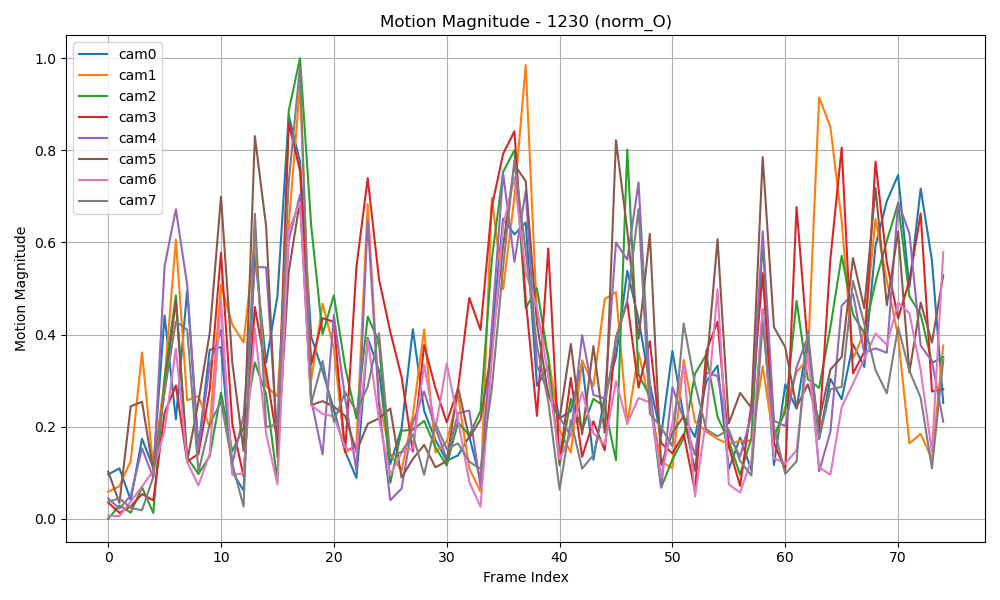 Motion Magnitude - 1230 (norm_O)
cam0
cam1
cam2
cam3
cam4
cam5
cam6
cam7
Motion Magnitude
1.0
0.8
0.6
0.4
0.2
0.0
0 10 20 30 40 50 60 70
Frame Index